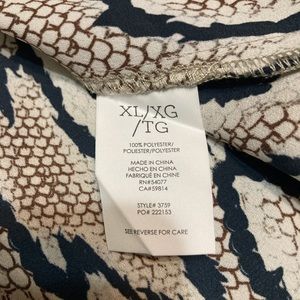 XL/XG
/TG
100% POLYESTER/
POLIESTER/POLYESTER
MADE IN CHINA
HECHO EN CHINA
FABRIQUÉ EN CHINE
RN#54077
CA#59814
STYLE# 3759
PO# 222153
SEE REVERSE FOR CARE